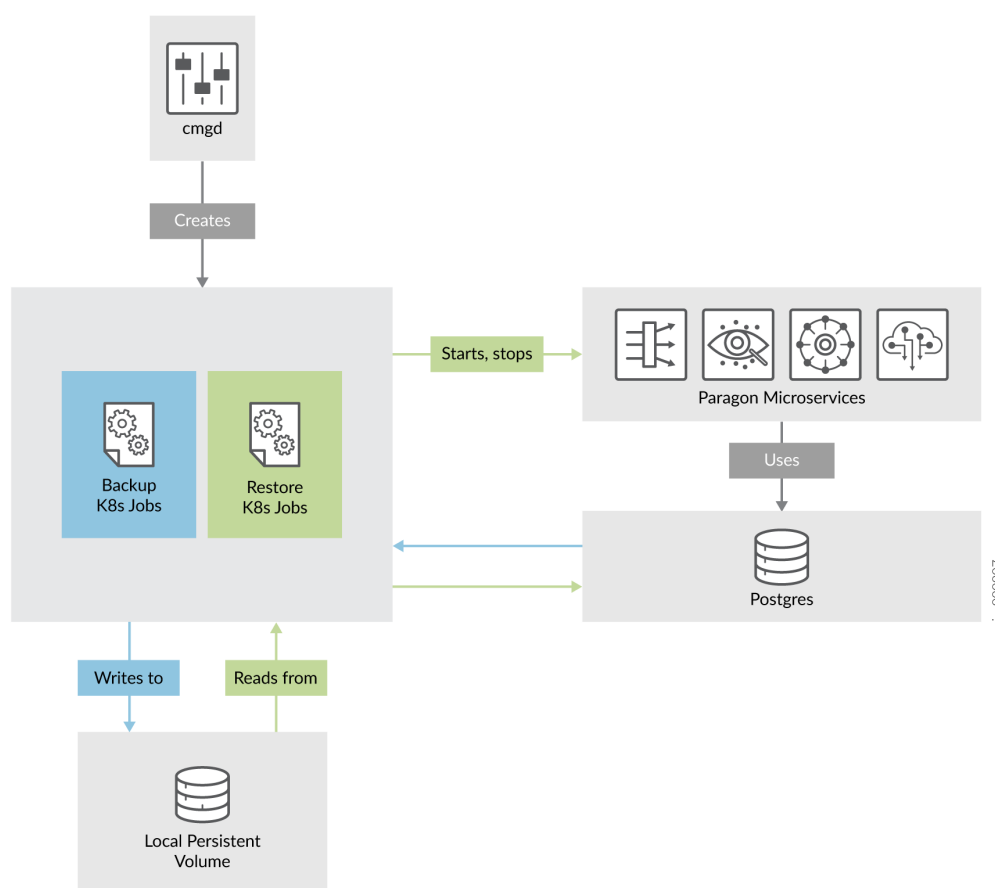 cmgd
Creates
Starts, stops
Paragon Microservices
Backup
K8s Jobs
Restore
K8s Jobs
Uses
Postgres
Writes to
Reads from
Local Persistent
Volume